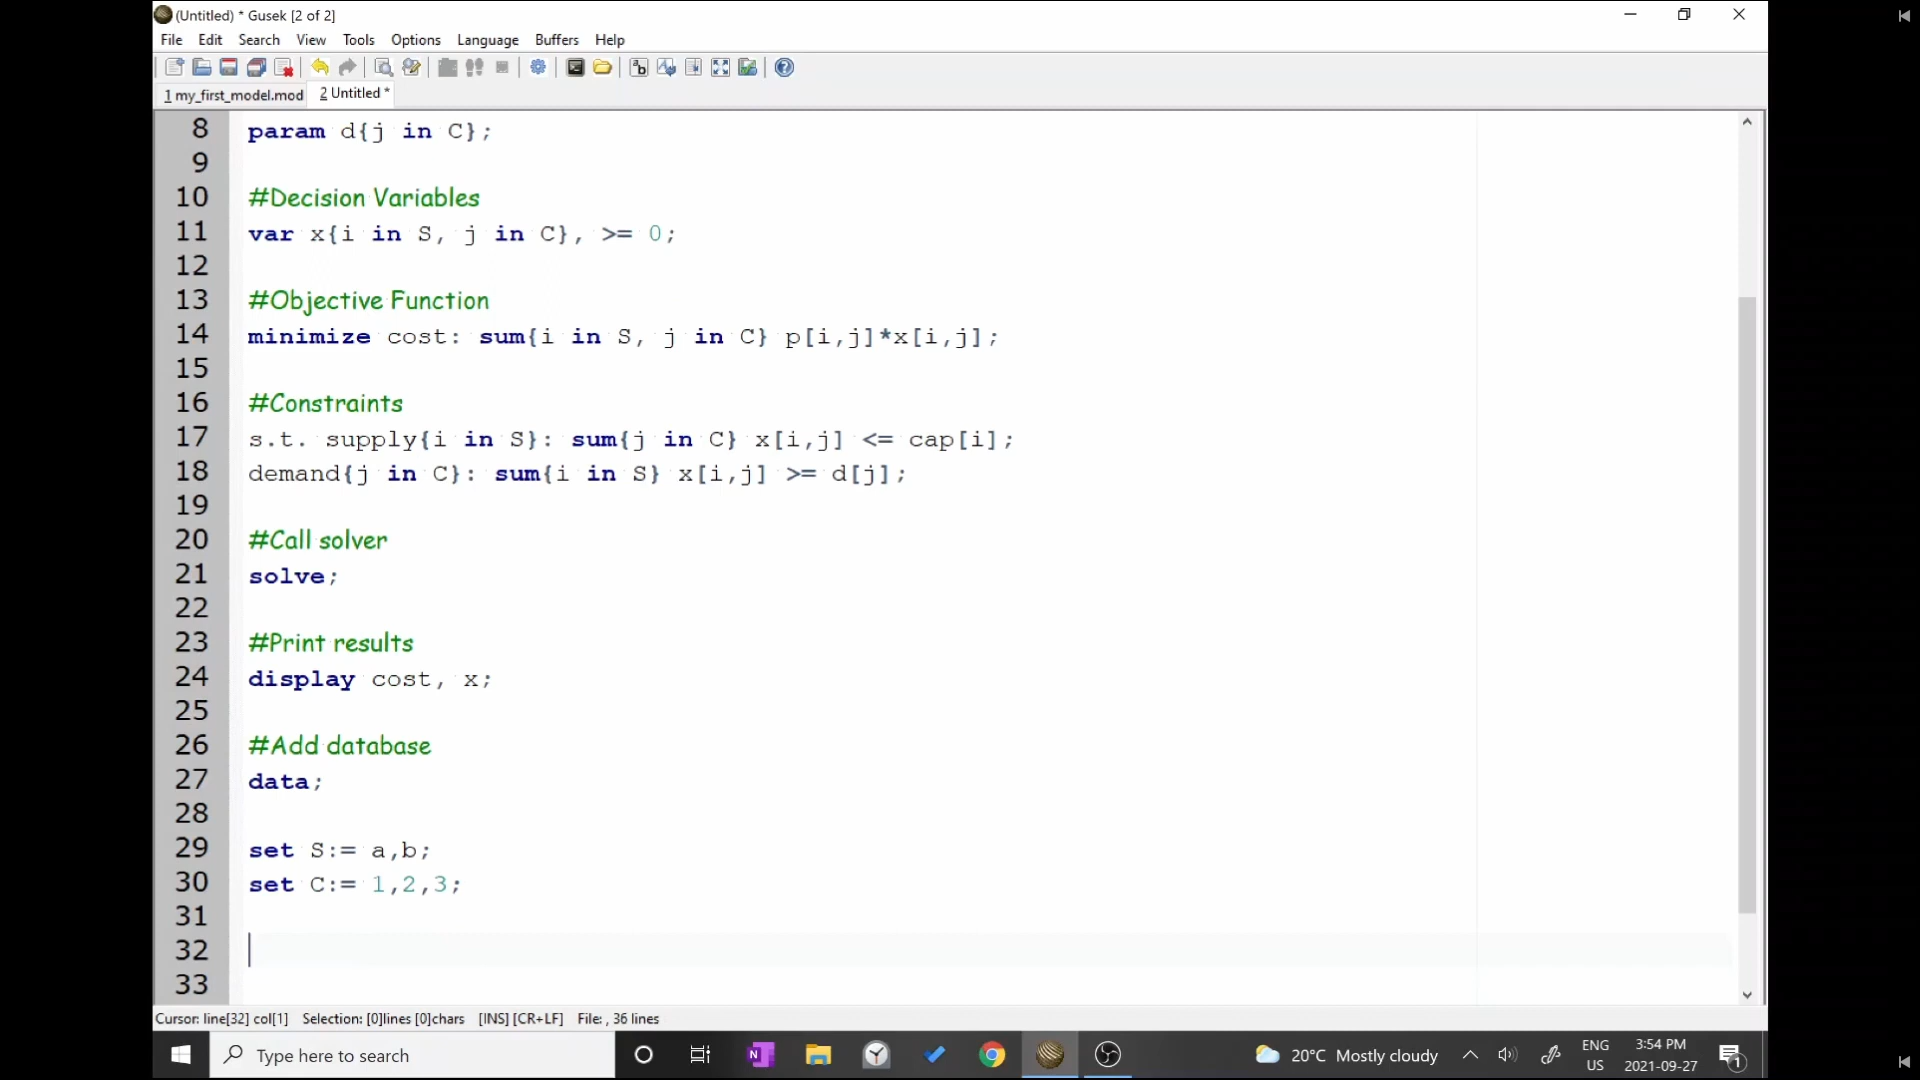 (Untitled) * Gusek [2 of 2]
File Edit Search View Tools Options Language Buffers Help
1 my_first_model.mod 2 Untitled *
8 param d{j in C};
9
10 #Decision Variables
11 var x{i in S, j in C}, >= 0;
12
13 #Objective Function
14 minimize cost: sum{i in S, j in C} p[i,j]*x[i,j];
15
16 #Constraints
17 s.t. supply{i in S}: sum{j in C} x[i,j] <= cap[i];
18 demand{j in C}: sum{i in S} x[i,j] >= d[j];
19
20 #Call solver
21 solve;
22
23 #Print results
24 display cost, x;
25
26 #Add database
27 data;
28
29 set S:= a,b;
30 set C:= 1,2,3;
31
32
33
Cursor: line[32] col[1] Selection: [0]lines [0]chars [INS] [CR+LF] File: , 36 lines
Type here to search 20°C Mostly cloudy ENG US 3:54 PM 2021-09-27 1